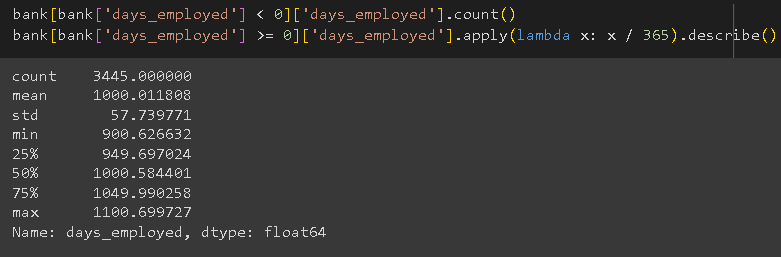 bank[bank['days_employed'] < 0]['days_employed'].count()
bank[bank['days_employed'] >= 0]['days_employed'].apply(lambda x: x / 365).describe()
count    3445.000000
mean     1000.011808
std        57.739771
min       900.626632
25%       949.697024
50%      1000.584401
75%      1049.990258
max      1100.699727
Name: days_employed, dtype: float64